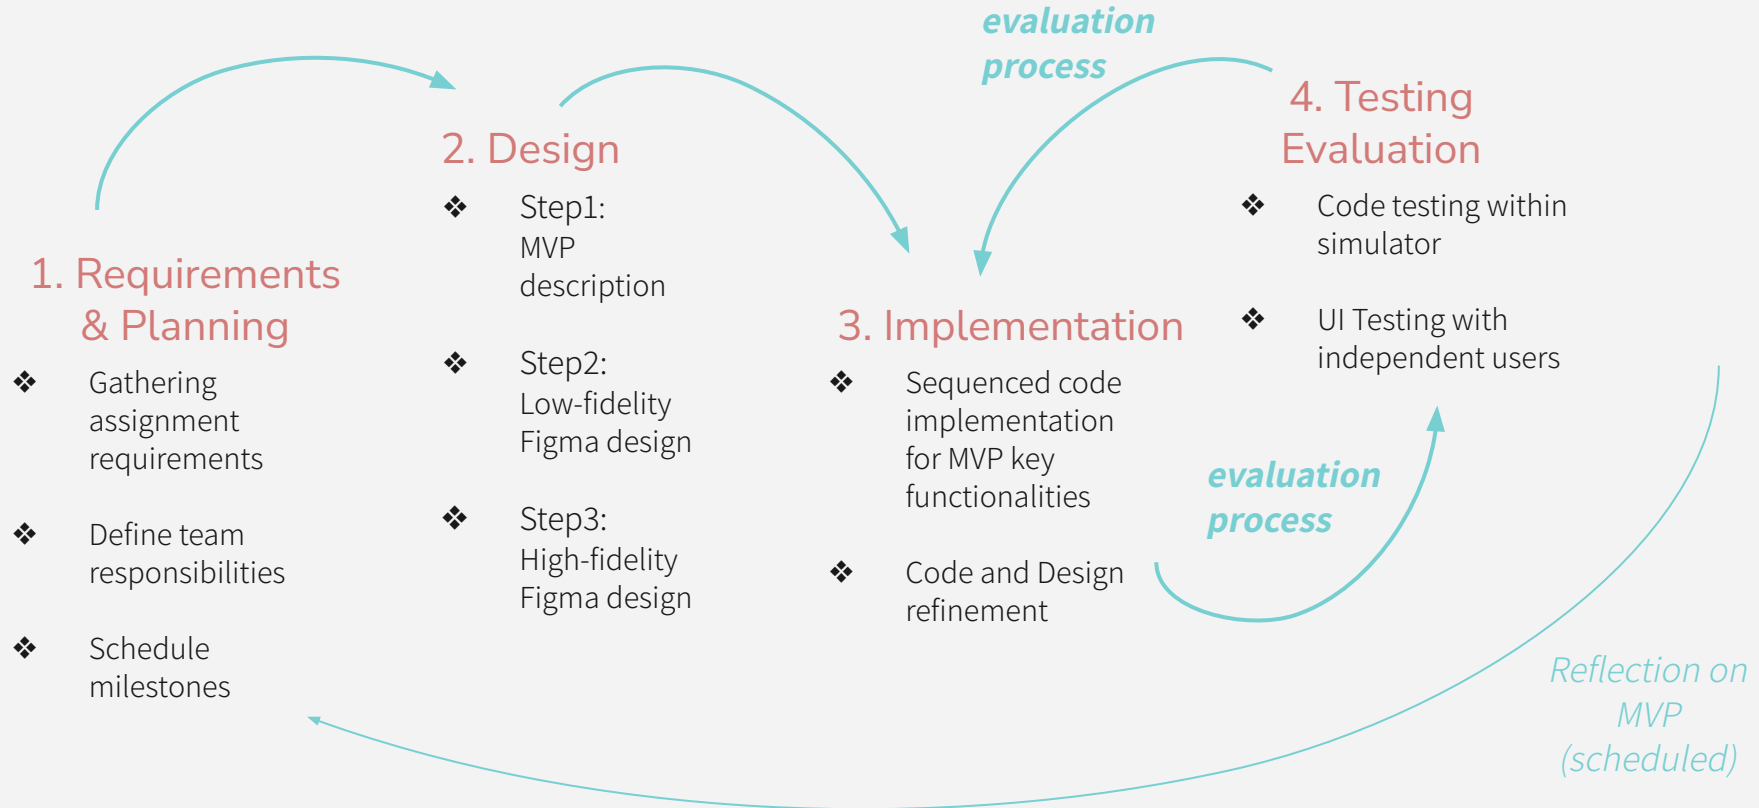 1. Requirements
& Planning
❖ Gathering
assignment
requirements
❖ Define team
responsibilities
❖ Schedule
milestones
2. Design
❖ Step1:
MVP
description
❖ Step2:
Low-fidelity
Figma design
❖ Step3:
High-fidelity
Figma design
3. Implementation
❖ Sequenced code
implementation
for MVP key
functionalities
❖ Code and Design
refinement
evaluation
process
4. Testing
Evaluation
❖ Code testing within
simulator
❖ UI Testing with
independent users
evaluation
process
Reflection on
MVP
(scheduled)